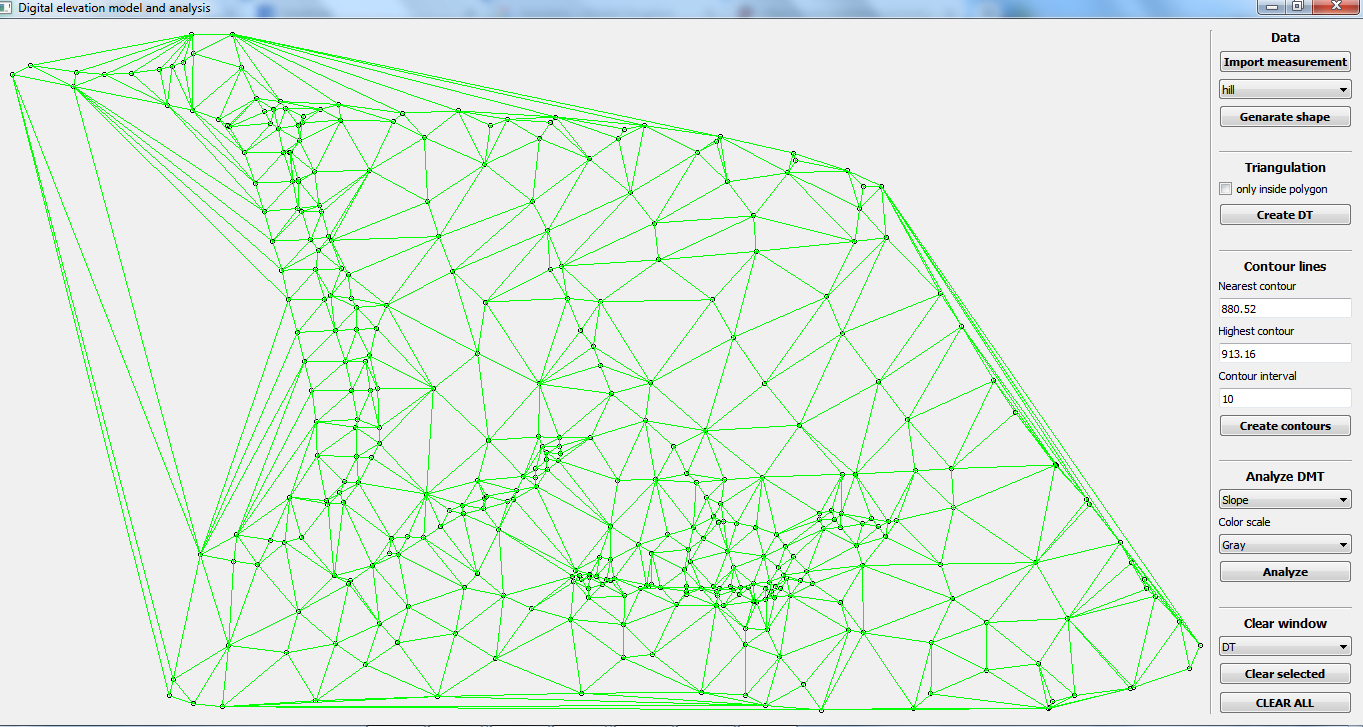 Digital elevation model and analysis
Data
Import measurement
hill
Genarate shape
Triangulation
only inside polygon
Create DT
Contour lines
Nearest contour
880.52
Highest contour
913.16
Contour interval
10
Create contours
Analyze DMT
Slope
Color scale
Gray
Analyze
Clear window
DT
Clear selected
CLEAR ALL